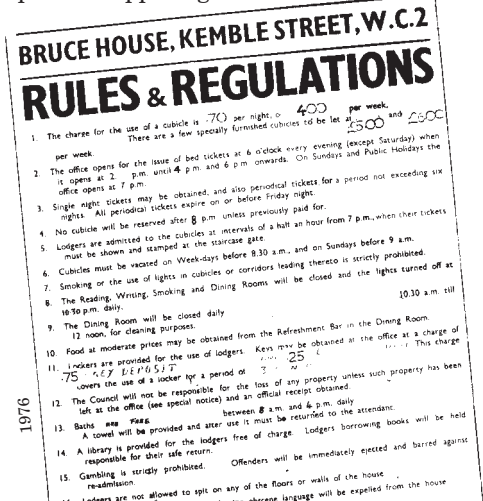 BRUCE HOUSE, KEMBLE STREET, W.C.2
RULES & REGULATIONS
1. The charge for the use of a cubicle is .70 per night, o 400 per week.
There are a few specially furnished cubicles to be let at £500 and £600
per week.
2. The office opens for the issue of bed tickets at 6 o'clock every evening (except Saturday) when
it opens at 2 p.m. until 4 p.m. and 6 p.m onwards. On Sundays and Public Holidays the
office opens at 7 p.m.
3. Single night tickets may be obtained, and also periodical tickets for a period not exceeding six
nights. All periodical tickets expire on or before Friday night.
4. No cubicle will be reserved after 8 p.m unless previously paid for.
5. Lodgers are admitted to the cubicles at intervals of a half an hour from 7 p.m., when their tickets
must be shown and stamped at the staircase gate.
6. Cubicles must be vacated on Week-days before 8.30 a.m., and on Sundays before 9 a.m.
7. Smoking or the use of lights in cubicles or corridors leading thereto is strictly prohibited.
8. The Reading, Writing, Smoking and Dining Rooms will be closed and the lights turned off at
10.30 p.m. daily.
9. The Dining Room will be closed daily 10.30 a.m. till
12 noon, for cleaning purposes.
10. Food at moderate prices may be obtained from the Refreshment Bar in the Dining Room.
11. Lockers are provided for the use of lodgers. Keys may be obtained at the office at a charge of
.75 KEY DEPOSIT 25 This charge
covers the use of a locker for a period of 3
12. The Council will not be responsible for the loss of any property unless such property has been
left at the office (see special notice) and an official receipt obtained.
13. Baths are FREE between 8 a.m. and 4 p.m. daily
A towel will be provided and after use it must be returned to the attendant.
14. A library is provided for the lodgers free of charge. Lodgers borrowing books will be held
responsible for their safe return.
15. Gambling is strictly prohibited. Offenders will be immediately ejected and barred against
re-admission.
Lodgers are not allowed to spit on any of the floors or walls of the house
obscene language will be expelled from the house
1976